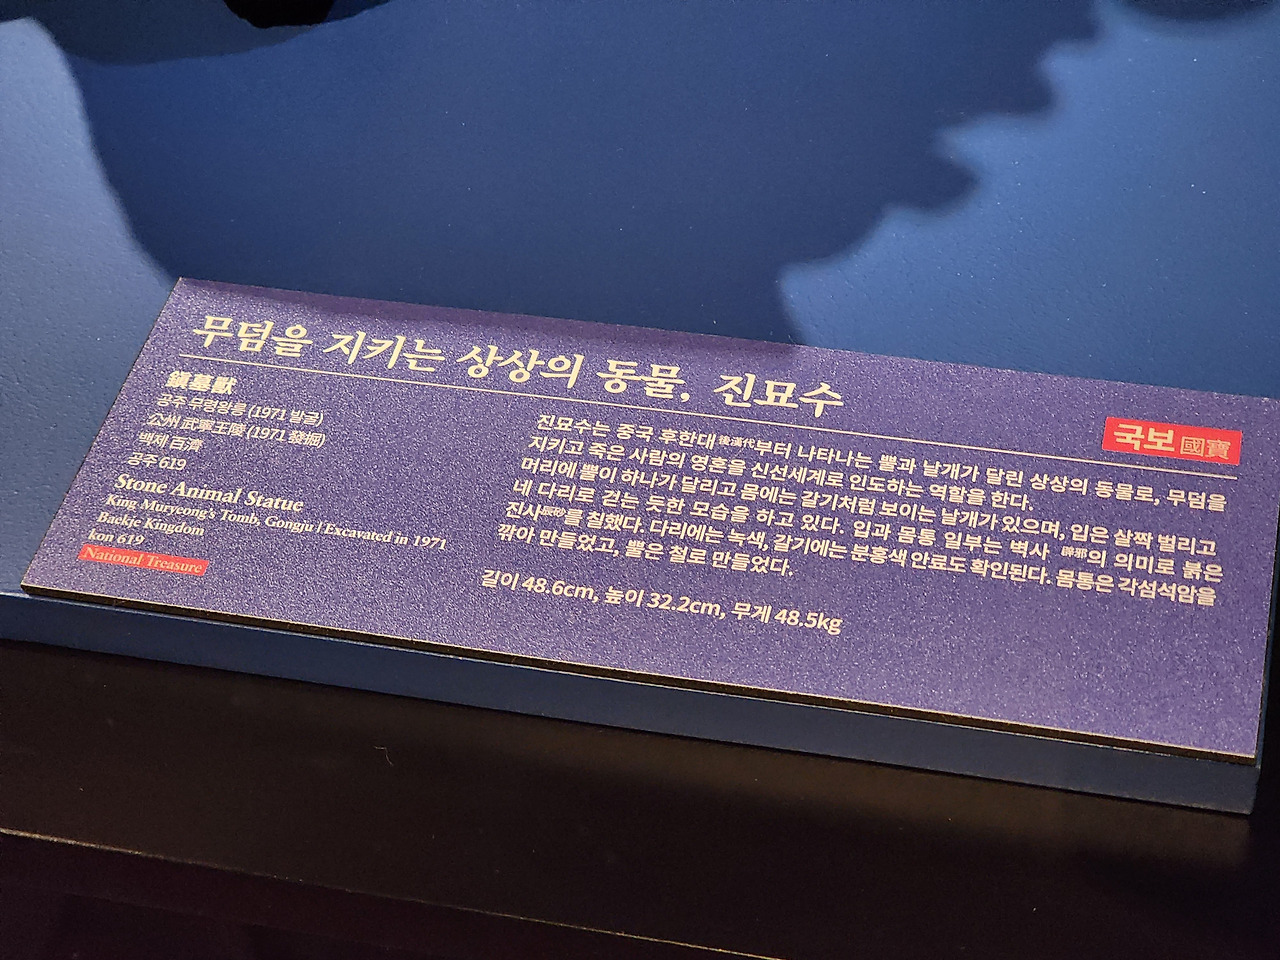 무덤을 지키는 상상의 동물, 진묘수
鎭墓獸
공주 무령왕릉 (1971 발굴)
公州 武寧王陵 (1971 發掘)
백제 百濟
공주 619
Stone Animal Statue
King Muryeong's Tomb, Gongju | Excavated in 1971
Baekje Kingdom
kon 619
National Treasure
국보 國寶
진묘수는 중국 후한대 後漢代부터 나타나는 뿔과 날개가 달린 상상의 동물로, 무덤을
지키고 죽은 사람의 영혼을 신선세계로 인도하는 역할을 한다.
머리에 뿔이 하나가 달리고 몸에는 갈기처럼 보이는 날개가 있으며, 입은 살짝 벌리고
네 다리로 걷는 듯한 모습을 하고 있다. 입과 몸통 일부는 벽사 辟邪의 의미로 붉은
진사辰砂를 칠했다. 다리에는 녹색, 갈기에는 분홍색 안료도 확인된다. 몸통은 각섬석암을
깎아 만들었고, 뿔은 철로 만들었다.
길이 48.6cm, 높이 32.2cm, 무게 48.5kg